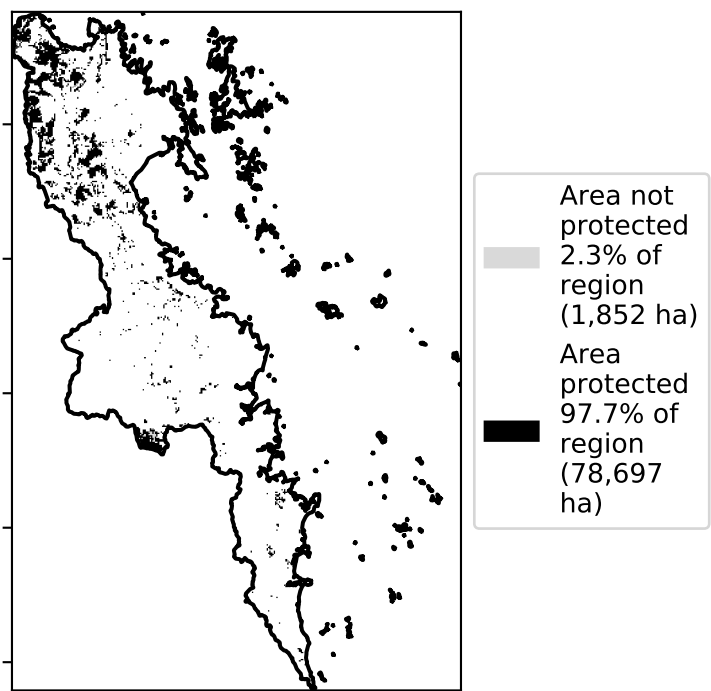 Area not
protected
2.3% of
region
(1,852 ha)
Area
protected
97.7% of
region
(78,697
ha)